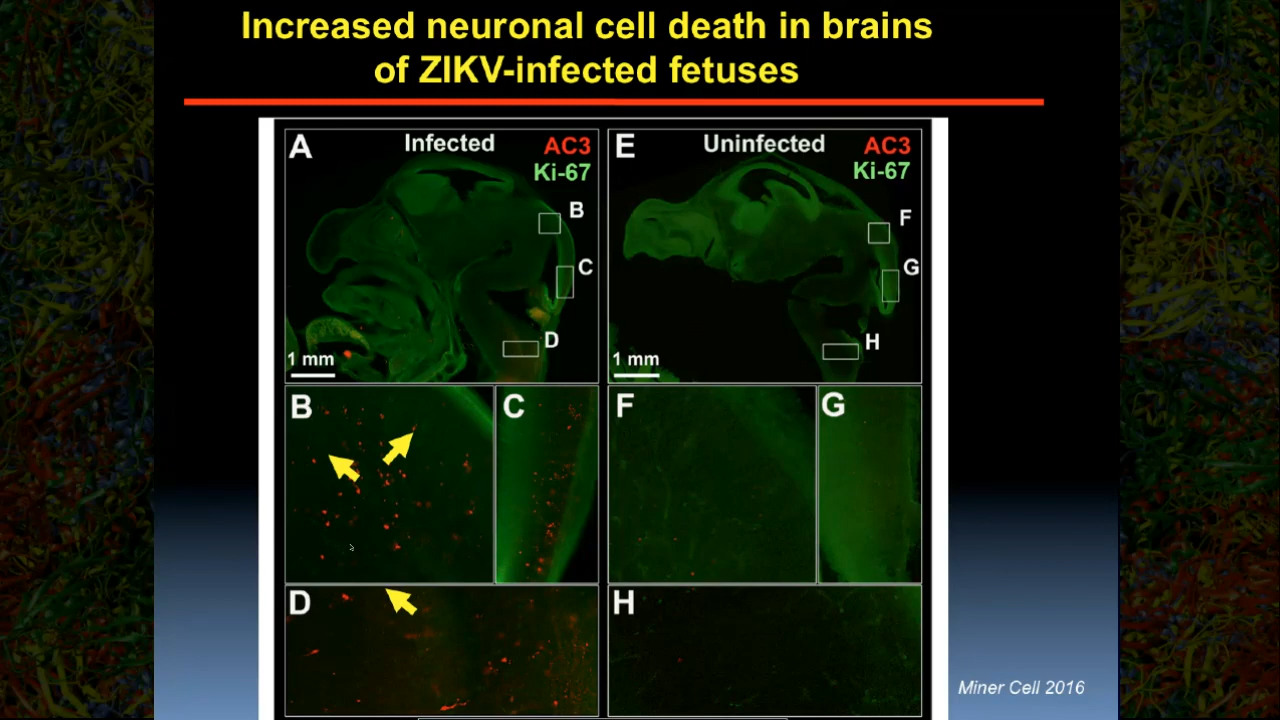 Increased neuronal cell death in brains
of ZIKV-infected fetuses
A
Infected
AC3
Ki-67
B
C
D
1 mm
E
Uninfected
AC3
Ki-67
F
G
H
1 mm
B
C
F
G
D
H
Miner Cell 2016